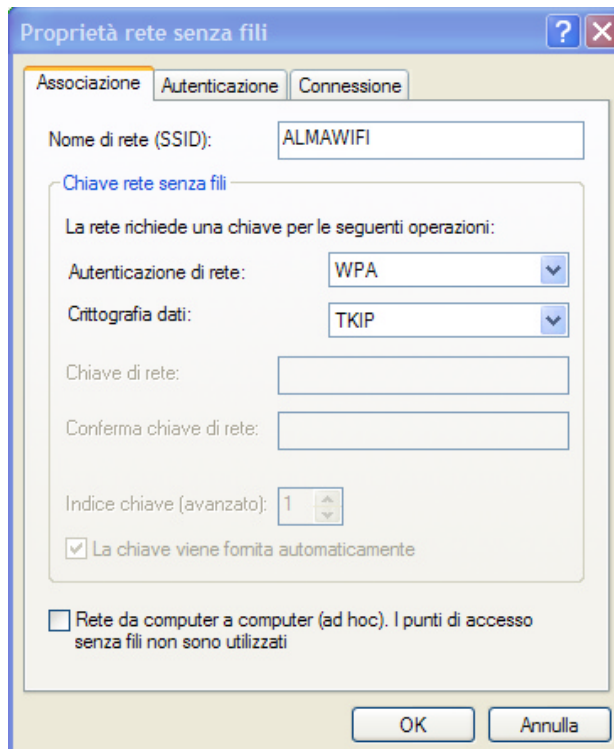 Proprietà rete senza fili
Associazione Autenticazione Connessione
Nome di rete (SSID): ALMAWIFI
Chiave rete senza fili
La rete richiede una chiave per le seguenti operazioni:
Autenticazione di rete: WPA
Crittografia dati: TKIP
Chiave di rete:
Conferma chiave di rete:
Indice chiave (avanzato): 1
La chiave viene fornita automaticamente
Rete da computer a computer (ad hoc). I punti di accesso
senza fili non sono utilizzati
OK Annulla